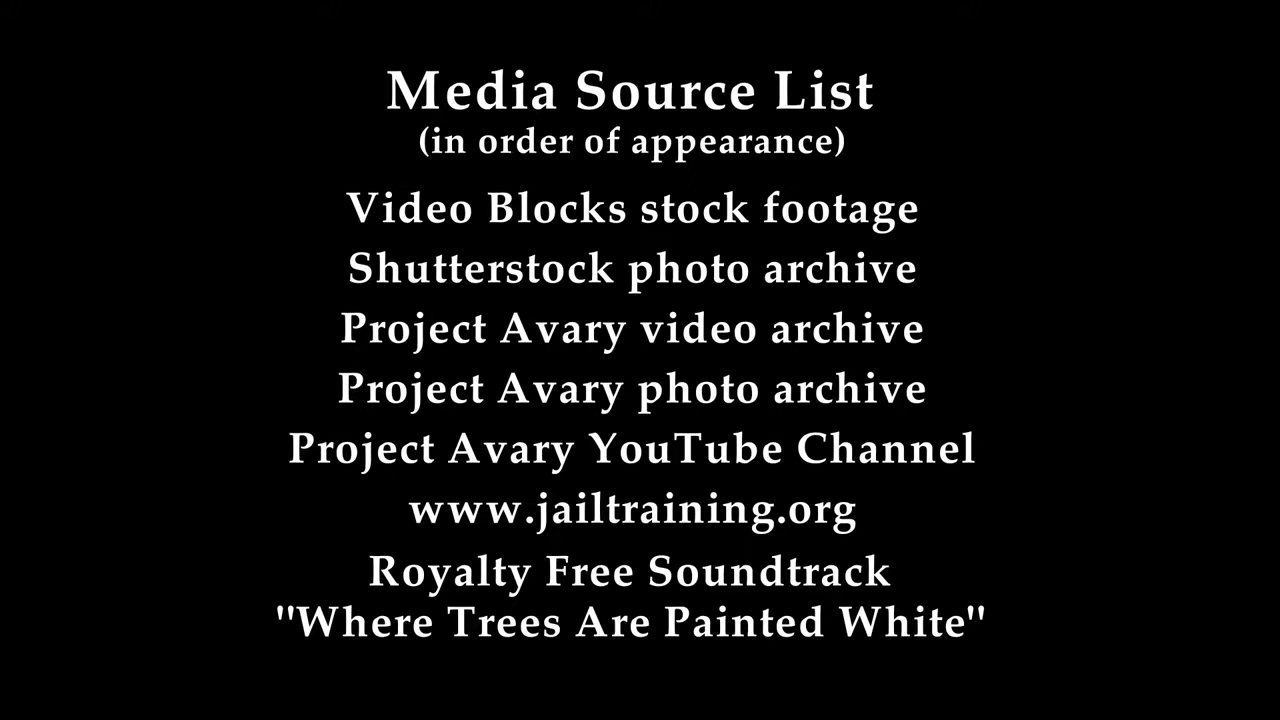 Media Source List
(in order of appearance)
Video Blocks stock footage
Shutterstock photo archive
Project Avary video archive
Project Avary photo archive
Project Avary YouTube Channel
www.jailtraining.org
Royalty Free Soundtrack
"Where Trees Are Painted White"